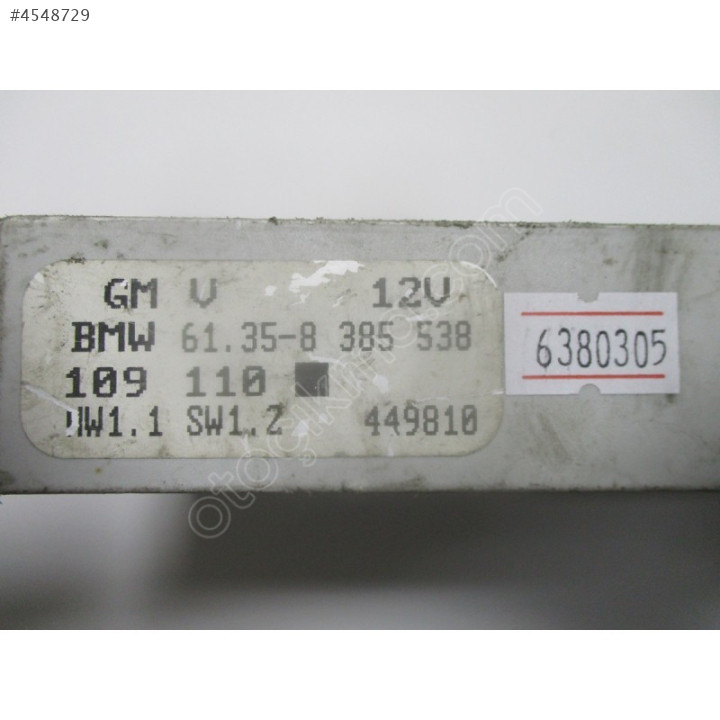 #4548729
GM V 12V
BMW 61.35-8 385 538
109 110
HW1.1 SW1.2 449810
6380305